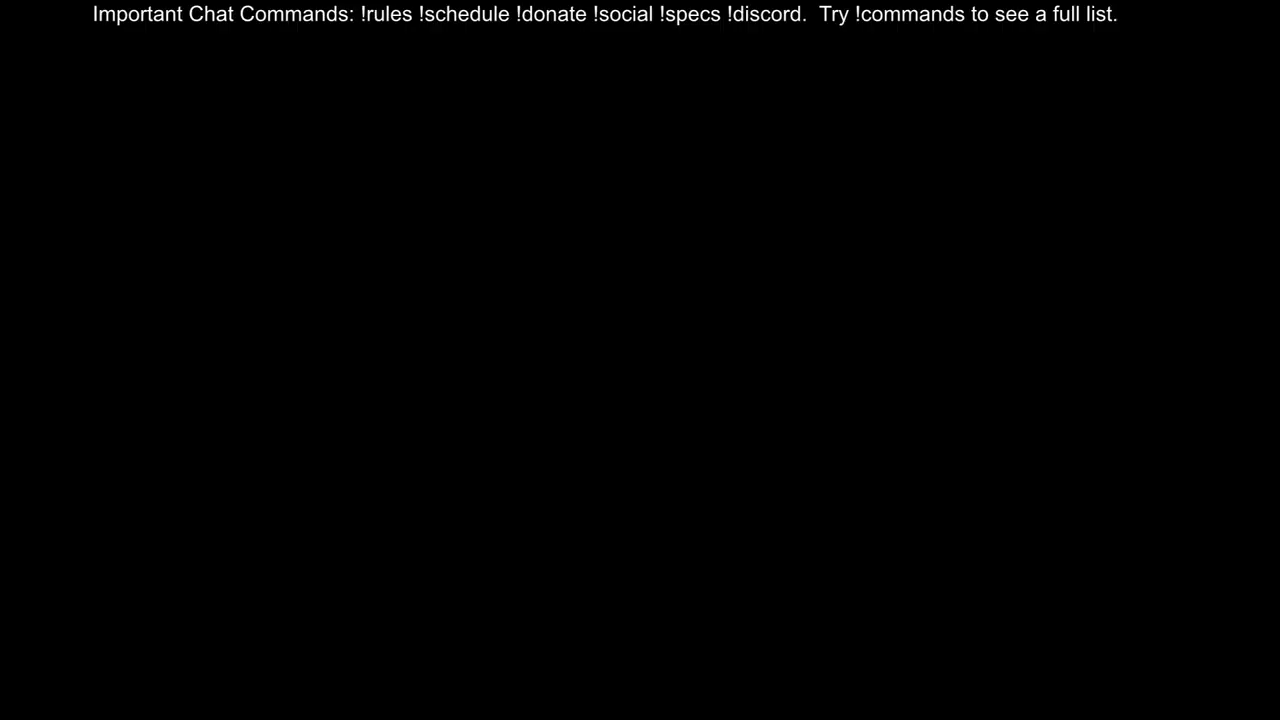 Important Chat Commands: !rules !schedule !donate !social !specs !discord.  Try !commands to see a full list.